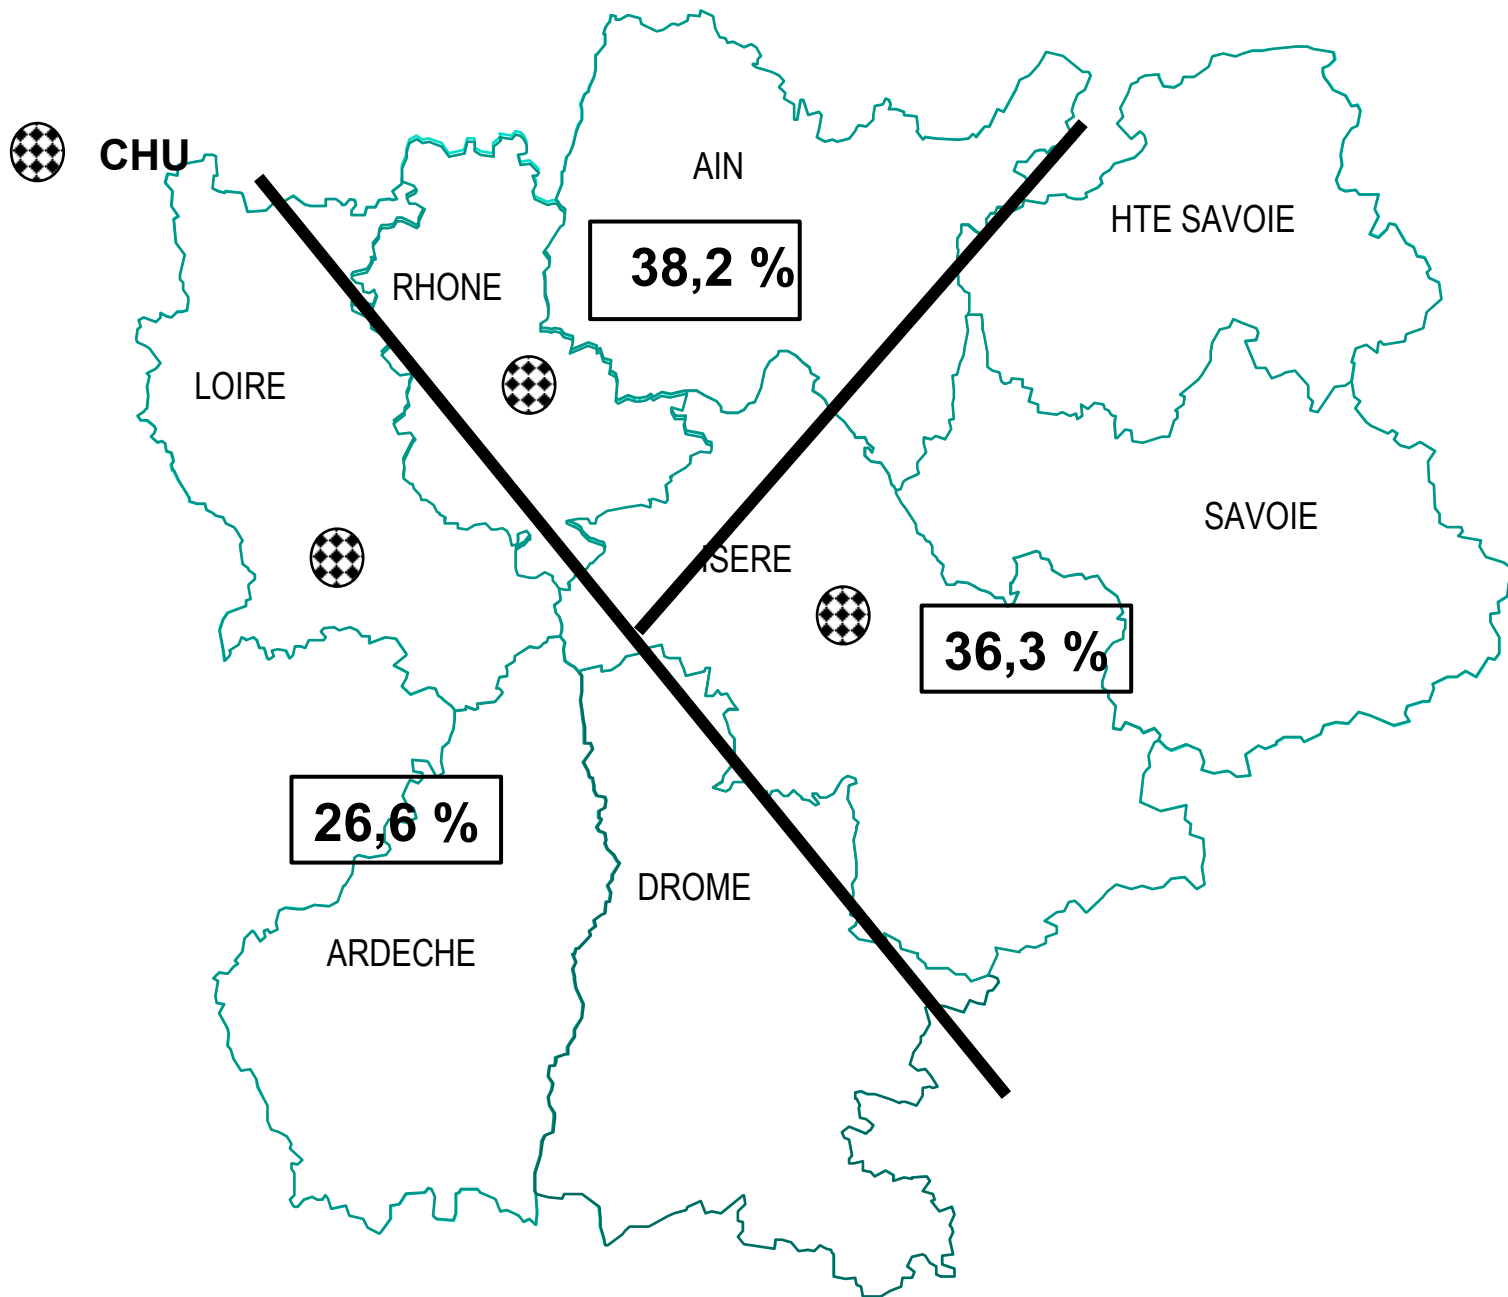 CHU
AIN
HTE SAVOIE
38,2 %
RHONE
LOIRE
SAVOIE
ISERE
36,3 %
26,6 %
DROME
ARDECHE